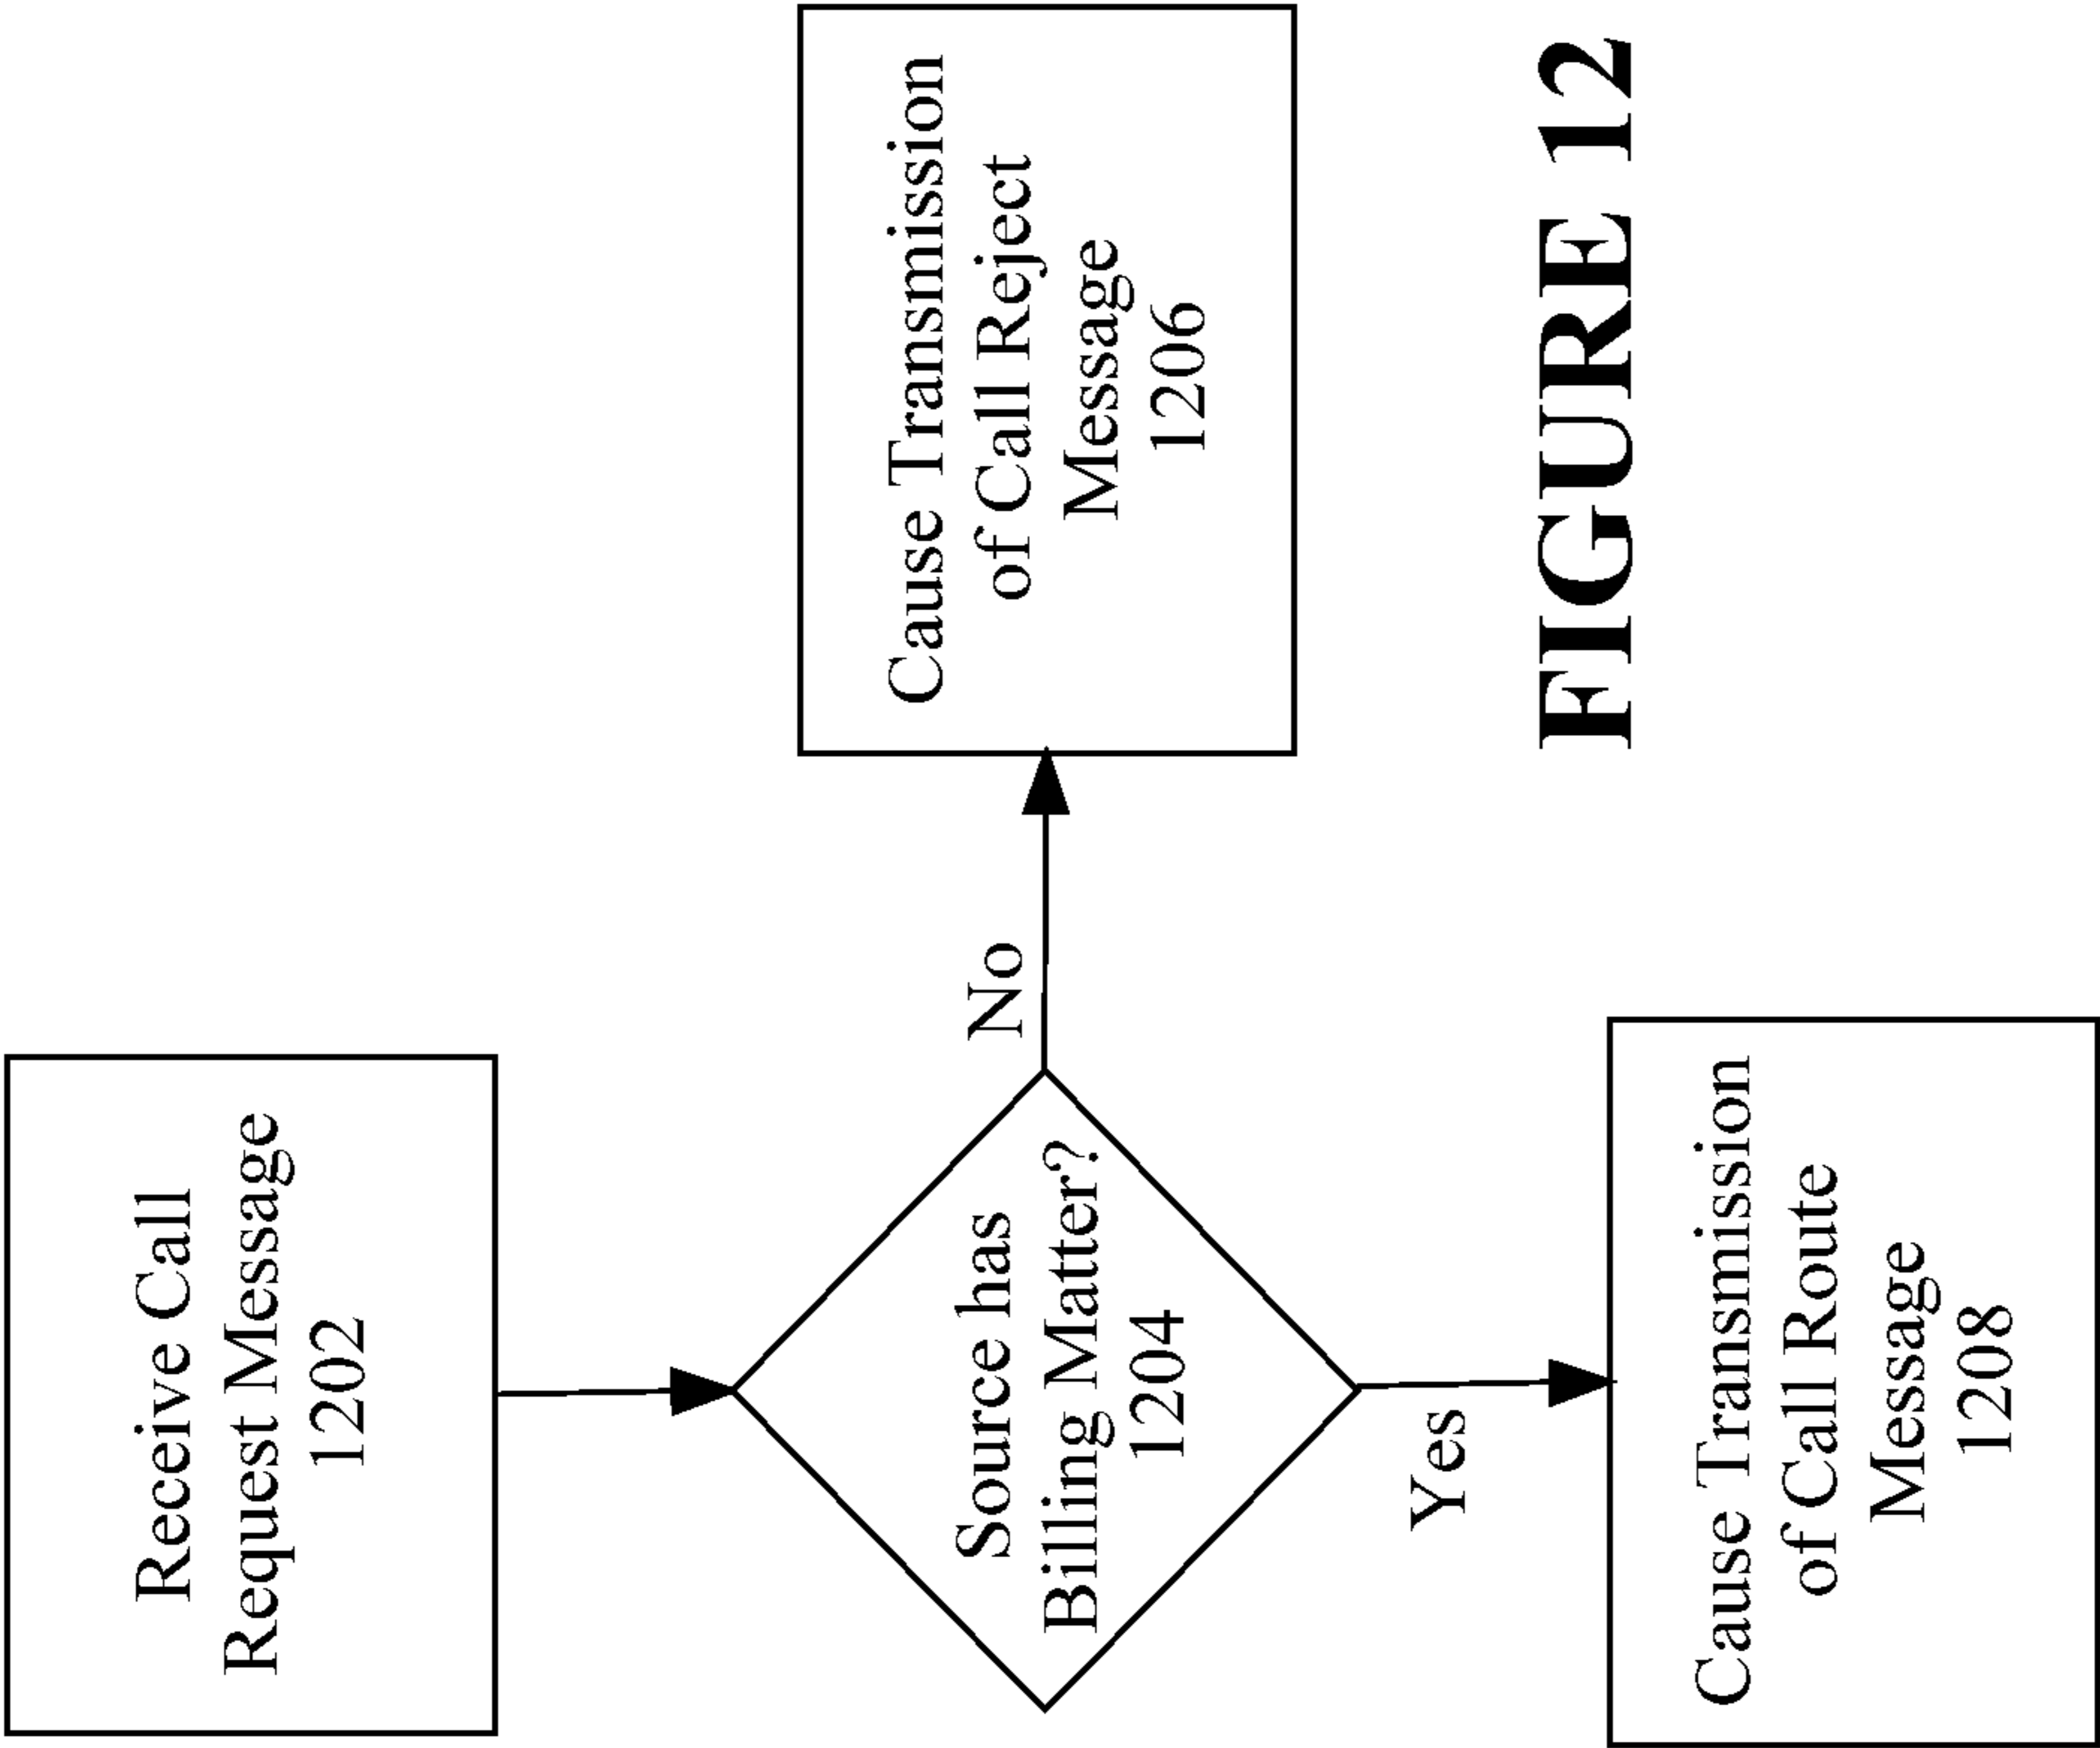 Receive Call
Request Message
1202
Source has
Billing Matter?
1204
No
Cause Transmission
of Call Reject
Message
1206
Yes
Cause Transmission
of Call Route
Message
1208
FIGURE 12